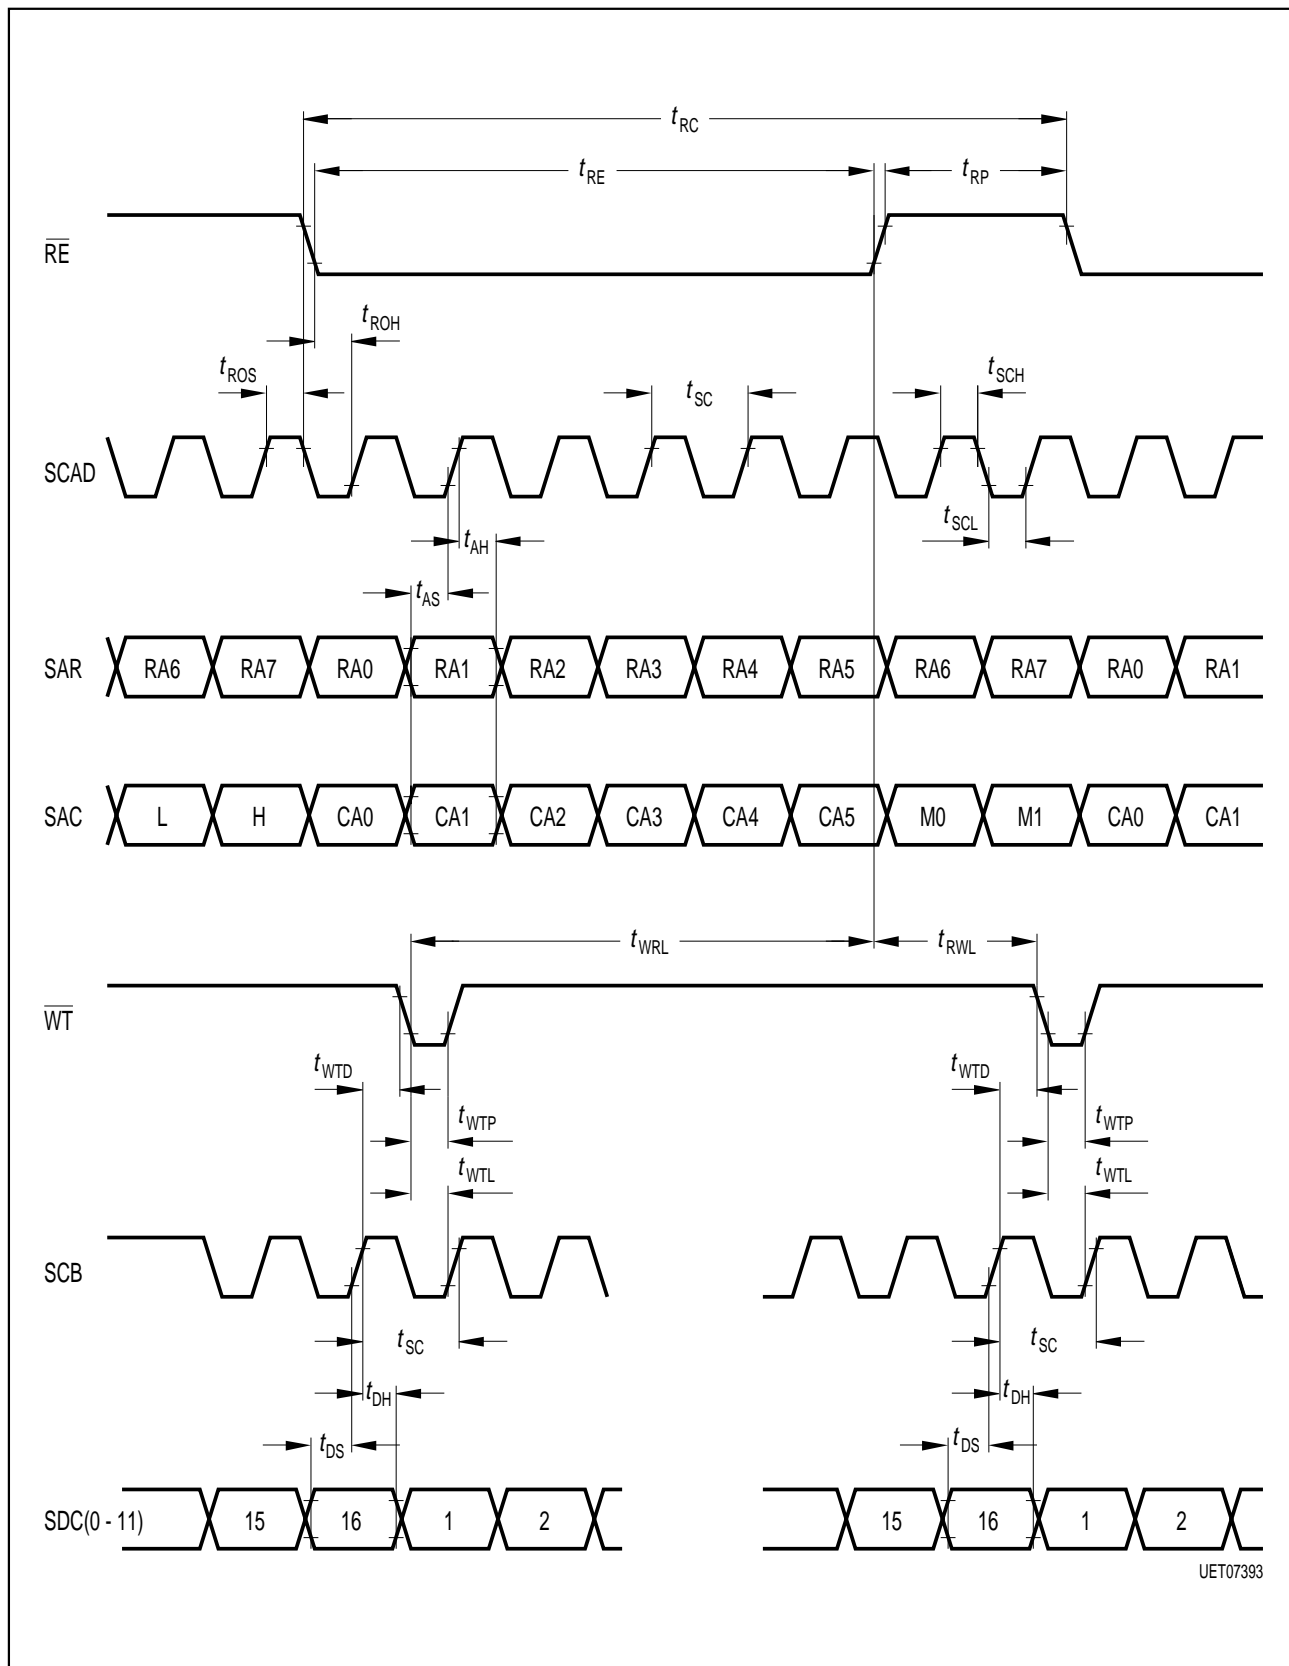 tRC
tRE tRP
RE
tROH
tROS tSC tSCH
SCAD
tSCL
tAH
tAS
SAR RA6 RA7 RA0 RA1 RA2 RA3 RA4 RA5 RA6 RA7 RA0 RA1
SAC L H CA0 CA1 CA2 CA3 CA4 CA5 M0 M1 CA0 CA1
tWRL tRWL
WT
tWTD tWTD
tWTP tWTP
tWTL tWTL
SCB
tSC tSC
tDH tDH
tDS tDS
SDC(0 - 11) 15 16 1 2 15 16 1 2
UET07393